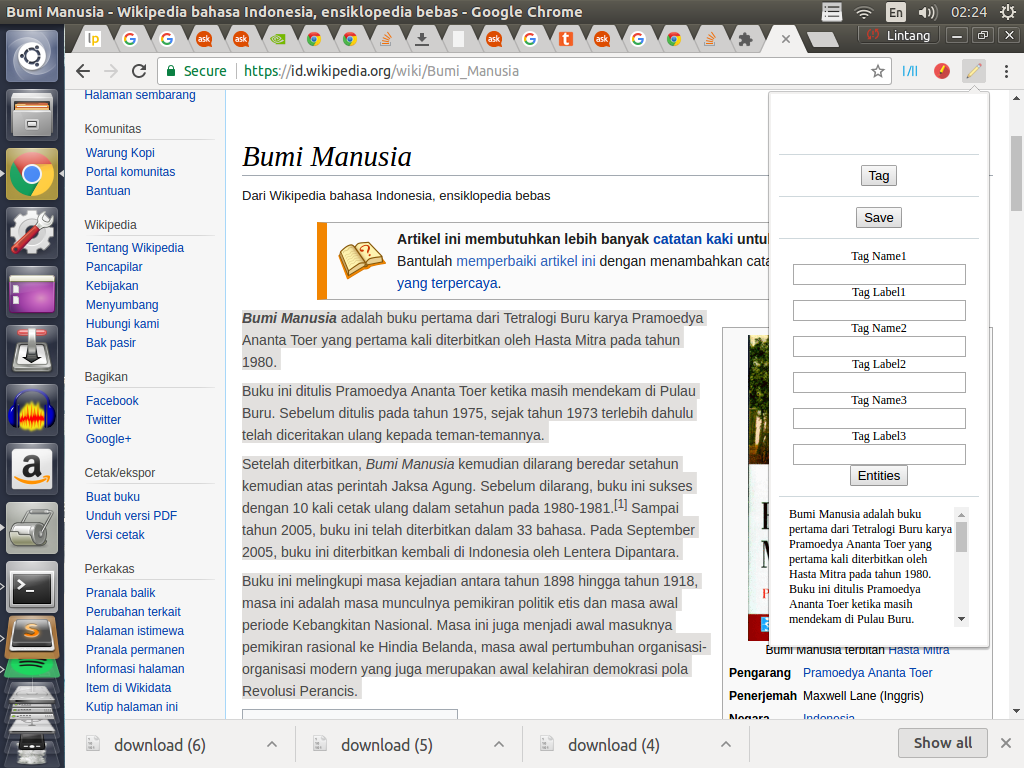 Bumi Manusia - Wikipedia bahasa Indonesia, ensiklopedia bebas - Google Chrome
En
02:24
lp
G
G
ask
ask
ask
G
t
ask
G
Lintang
Secure
https://id.wikipedia.org/wiki/Bumi_Manusia
I/II
Halaman sembarang
Komunitas
Warung Kopi
Portal komunitas
Bantuan
Wikipedia
Tentang Wikipedia
Pancapilar
Kebijakan
Menyumbang
Hubungi kami
Bak pasir
Bagikan
Facebook
Twitter
Google+
Cetak/ekspor
Buat buku
Unduh versi PDF
Versi cetak
Perkakas
Pranala balik
Perubahan terkait
Halaman istimewa
Pranala permanen
Informasi halaman
Item di Wikidata
Kutip halaman ini
Bumi Manusia
Dari Wikipedia bahasa Indonesia, ensiklopedia bebas
Artikel ini membutuhkan lebih banyak catatan kaki untu
Bantulah memperbaiki artikel ini dengan menambahkan cata
yang terpercaya.
Bumi Manusia adalah buku pertama dari Tetralogi Buru karya Pramoedya
Ananta Toer yang pertama kali diterbitkan oleh Hasta Mitra pada tahun
1980.
Buku ini ditulis Pramoedya Ananta Toer ketika masih mendekam di Pulau
Buru. Sebelum ditulis pada tahun 1975, sejak tahun 1973 terlebih dahulu
telah diceritakan ulang kepada teman-temannya.
Setelah diterbitkan, Bumi Manusia kemudian dilarang beredar setahun
kemudian atas perintah Jaksa Agung. Sebelum dilarang, buku ini sukses
dengan 10 kali cetak ulang dalam setahun pada 1980-1981.[1] Sampai
tahun 2005, buku ini telah diterbitkan dalam 33 bahasa. Pada September
2005, buku ini diterbitkan kembali di Indonesia oleh Lentera Dipantara.
Buku ini melingkupi masa kejadian antara tahun 1898 hingga tahun 1918,
masa ini adalah masa munculnya pemikiran politik etis dan masa awal
periode Kebangkitan Nasional. Masa ini juga menjadi awal masuknya
pemikiran rasional ke Hindia Belanda, masa awal pertumbuhan organisasi-
organisasi modern yang juga merupakan awal kelahiran demokrasi pola
Revolusi Perancis.
Tag
Save
Tag Name1
Tag Label1
Tag Name2
Tag Label2
Tag Name3
Tag Label3
Entities
Bumi Manusia adalah buku
pertama dari Tetralogi Buru karya
Pramoedya Ananta Toer yang
pertama kali diterbitkan oleh
Hasta Mitra pada tahun 1980.
Buku ini ditulis Pramoedya
Ananta Toer ketika masih
mendekam di Pulau Buru.
Bumi Manusia terbitan Hasta Mitra
Pengarang Pramoedya Ananta Toer
Penerjemah Maxwell Lane (Inggris)
Negara Indonesia
download (6)
download (5)
download (4)
Show all